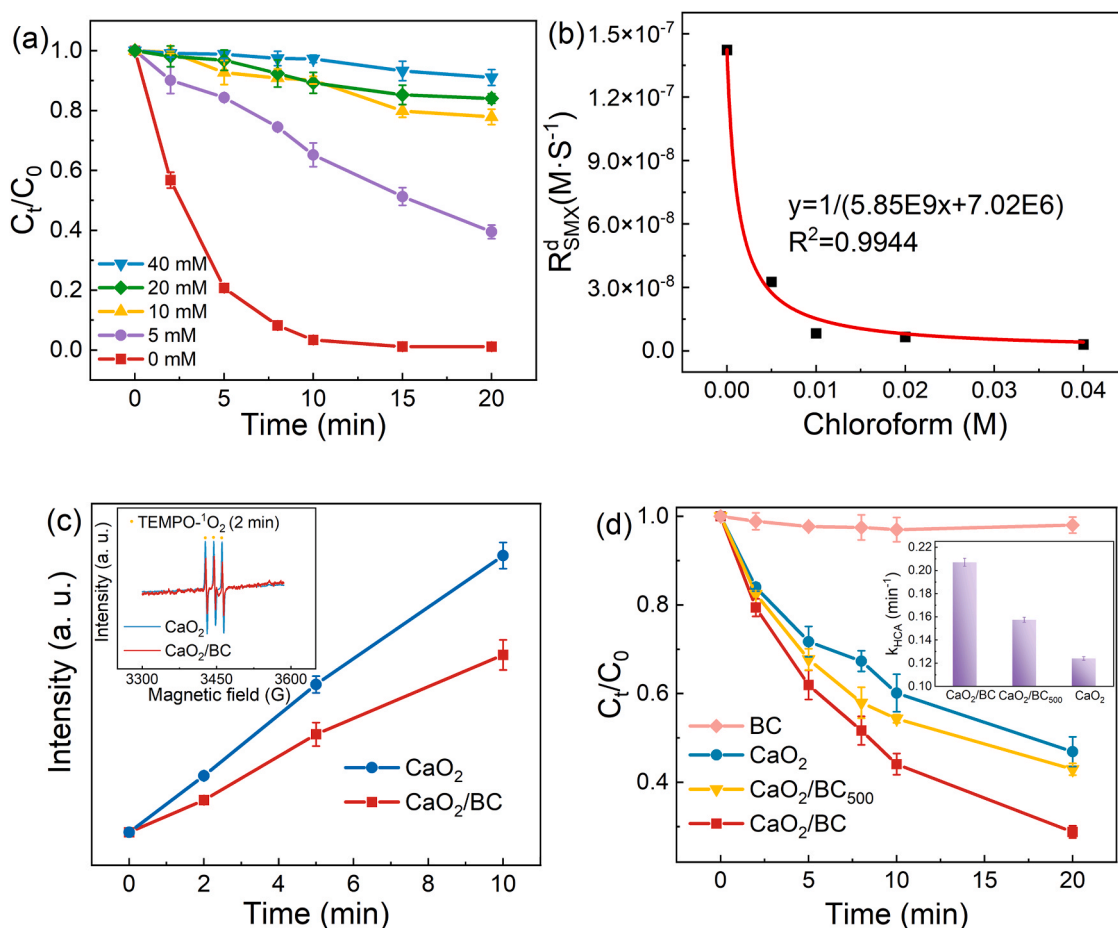 (a)
C_t/C_0
1.0
0.8
0.6
0.4
0.2
0.0
40 mM
20 mM
10 mM
5 mM
0 mM
0 5 10 15 20
Time (min)
(b)
R^d_SMX(M·S^-1)
1.5×10^-7
1.2×10^-7
9.0×10^-8
6.0×10^-8
3.0×10^-8
0.0
y=1/(5.85E9x+7.02E6)
R²=0.9944
0.00 0.01 0.02 0.03 0.04
Chloroform (M)
(c)
Intensity (a. u.)
TEMPO-¹O₂ (2 min)
Intensity (a. u.)
CaO₂
CaO₂/BC
3300 3450 3600
Magnetic field (G)
CaO₂
CaO₂/BC
0 2 4 6 8 10
Time (min)
(d)
C_t/C_0
1.0
0.8
0.6
0.4
k_HCA (min^-1)
0.22
0.20
0.18
0.16
0.14
0.12
0.10
CaO₂/BC CaO₂/BC₅₀₀ CaO₂
BC
CaO₂
CaO₂/BC₅₀₀
CaO₂/BC
0 5 10 15 20
Time (min)